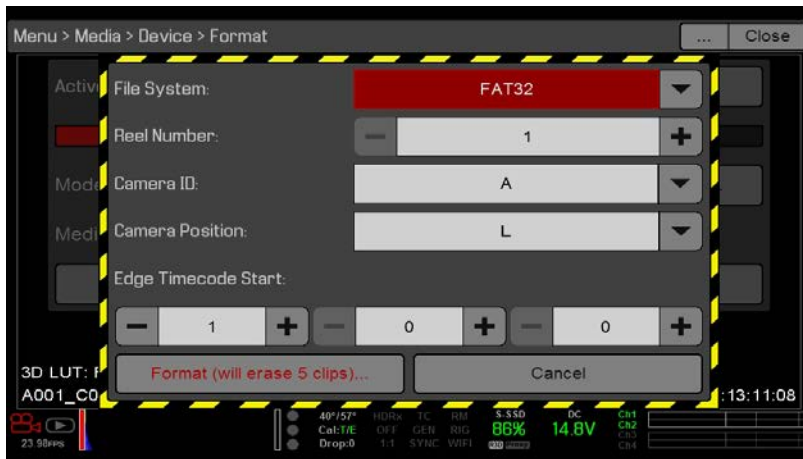 Menu > Media > Device > Format
... Close
Activ
File System: FAT32
Reel Number: − 1 +
Mode
Camera ID: A
Medi
Camera Position: L
Edge Timecode Start:
− 1 + − 0 + − 0 +
Format (will erase 5 clips)... Cancel
3D LUT:
A001_C0 :13:11:08
40°/57° HDRx TC RM S-SSD DC Ch1
Cal:T/E OFF GEN RIG 86% 14.8V Ch2
Drop:0 1:1 SYNC WIFI Ch3
23.98FPS Ch4